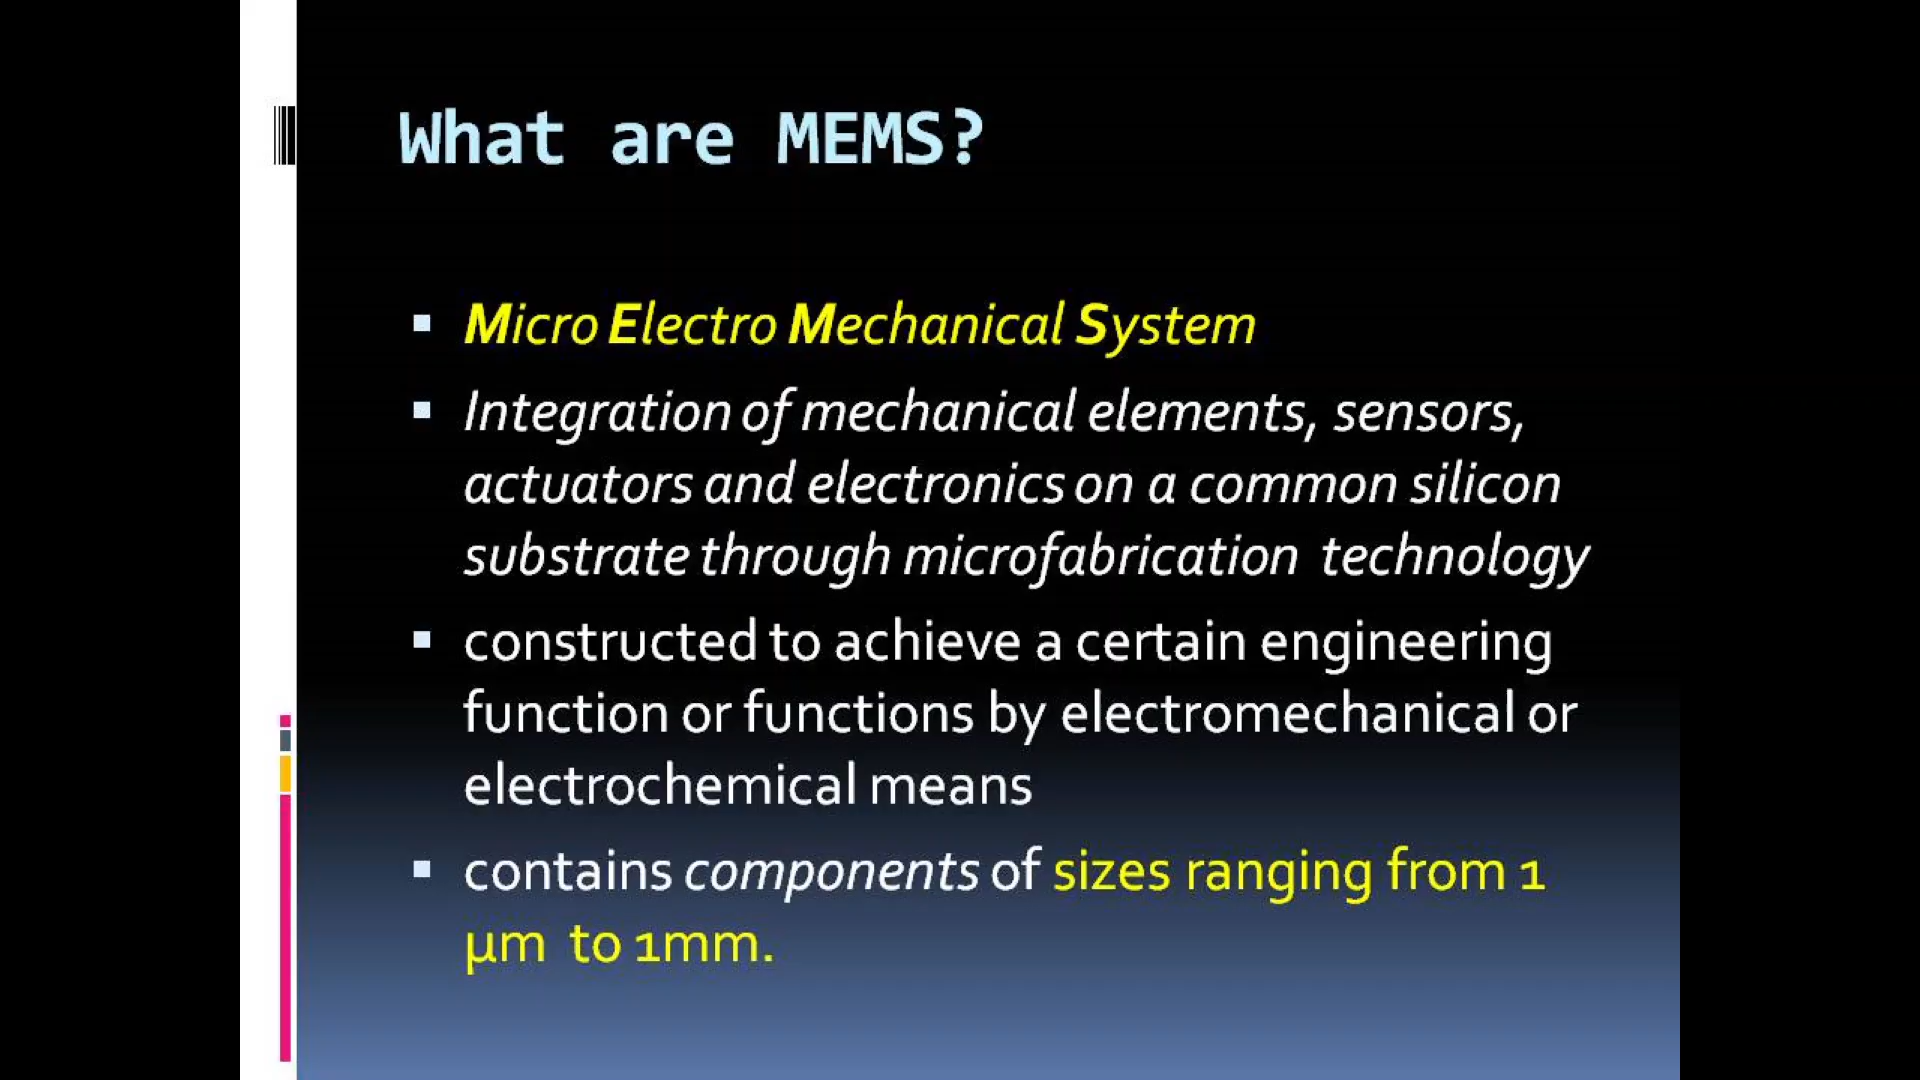 What are MEMS?
▪ Micro Electro Mechanical System
▪ Integration of mechanical elements, sensors,
actuators and electronics on a common silicon
substrate through microfabrication technology
▪ constructed to achieve a certain engineering
function or functions by electromechanical or
electrochemical means
▪ contains components of sizes ranging from 1
μm to 1mm.